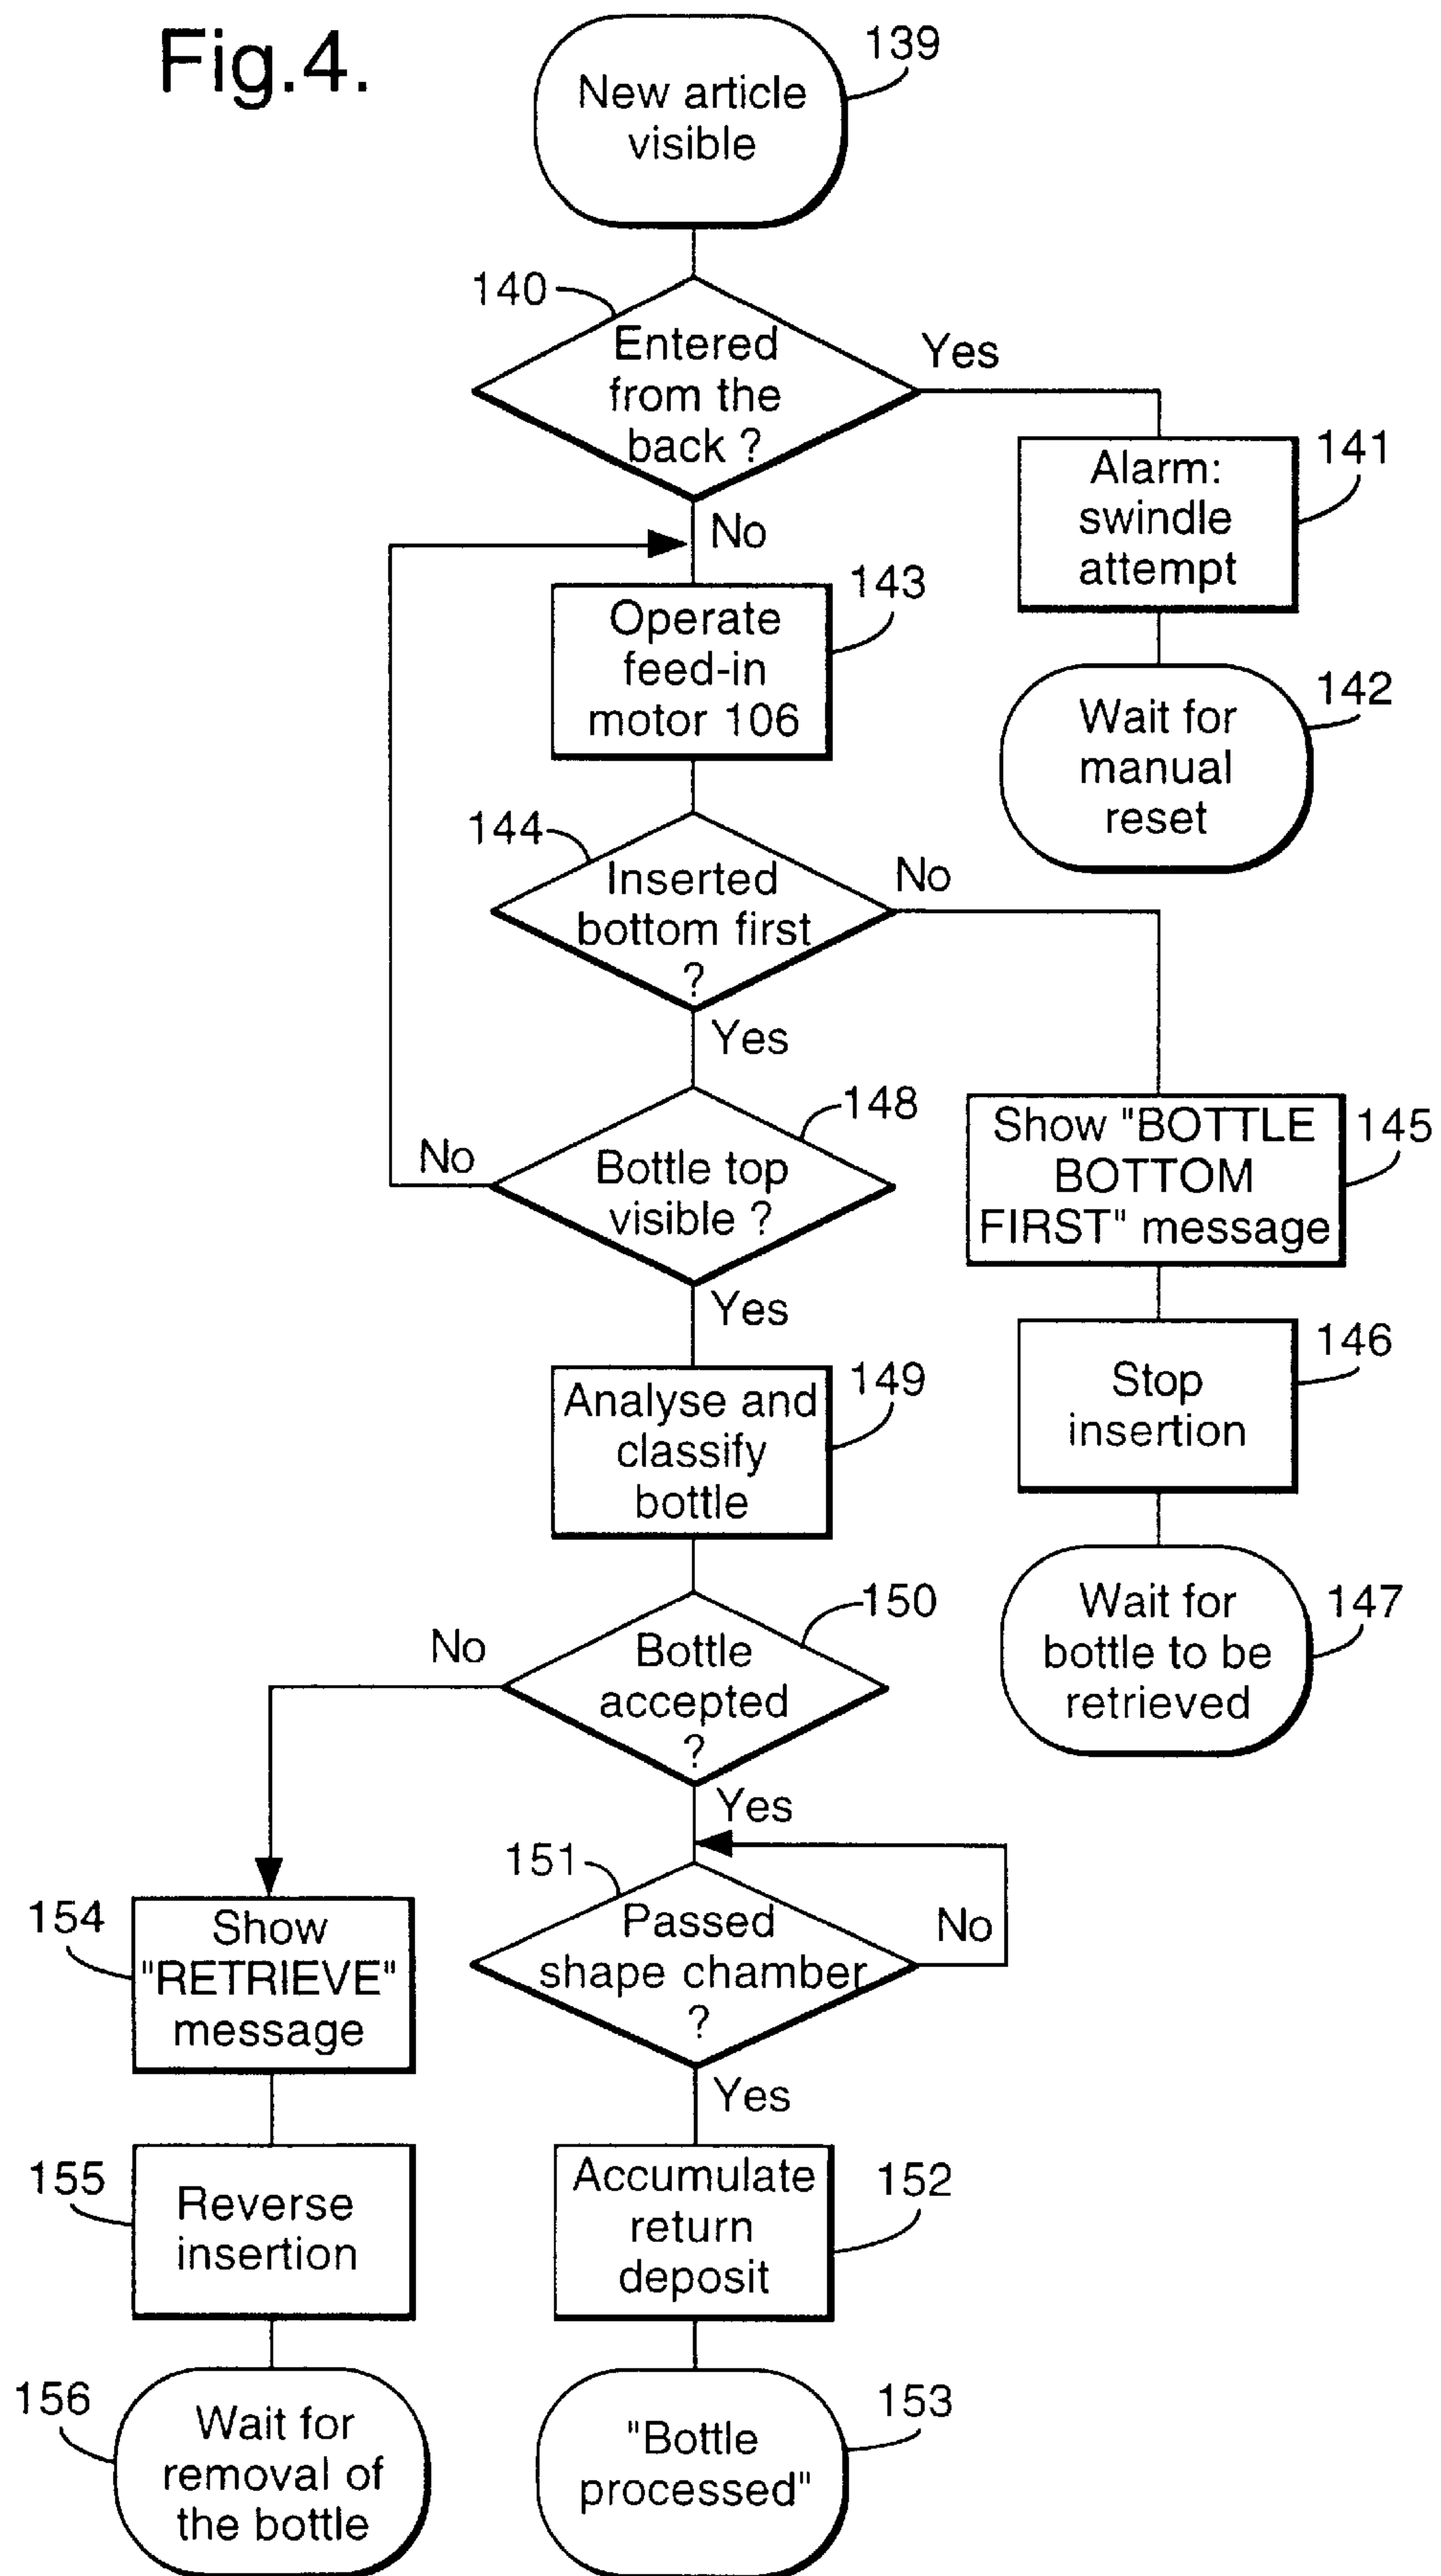 Fig.4.
139
New article
visible
140
Entered
from the
back ?
Yes
No
141
Alarm:
swindle
attempt
142
Wait for
manual
reset
143
Operate
feed-in
motor 106
144
Inserted
bottom first
?
No
Yes
145
Show "BOTTLE
BOTTOM
FIRST" message
146
Stop
insertion
147
Wait for
bottle to be
retrieved
148
Bottle top
visible ?
No
Yes
149
Analyse and
classify
bottle
150
Bottle
accepted
?
No
Yes
151
Passed
shape chamber
?
No
Yes
152
Accumulate
return
deposit
153
"Bottle
processed"
154
Show
"RETRIEVE"
message
155
Reverse
insertion
156
Wait for
removal of
the bottle